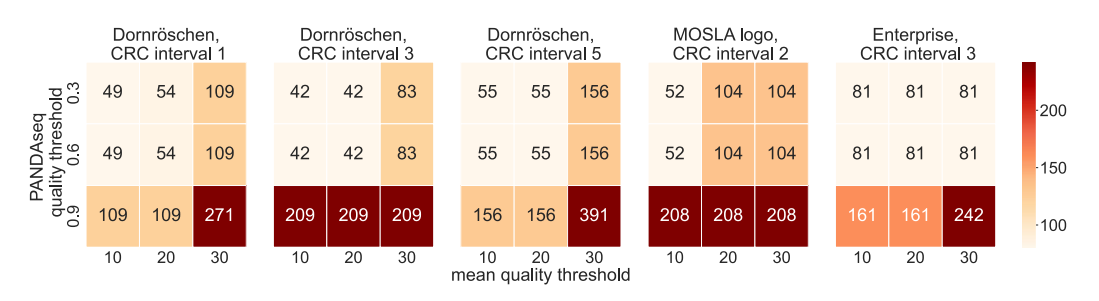 Dornröschen,
CRC interval 1
Dornröschen,
CRC interval 3
Dornröschen,
CRC interval 5
MOSLA logo,
CRC interval 2
Enterprise,
CRC interval 3
PANDAseq
quality threshold
0.3
49 54 109
42 42 83
55 55 156
52 104 104
81 81 81
0.6
49 54 109
42 42 83
55 55 156
52 104 104
81 81 81
0.9
109 109 271
209 209 209
156 156 391
208 208 208
161 161 242
10 20 30
10 20 30
10 20 30
10 20 30
10 20 30
mean quality threshold
200
150
100